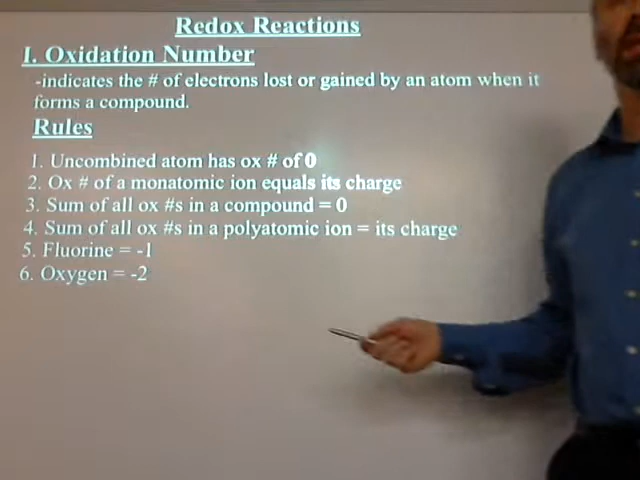 Redox Reactions
I. Oxidation Number
-indicates the # of electrons lost or gained by an atom when it
forms a compound.
Rules
1. Uncombined atom has ox # of 0
2. Ox # of a monatomic ion equals its charge
3. Sum of all ox #s in a compound = 0
4. Sum of all ox #s in a polyatomic ion = its charge
5. Fluorine = -1
6. Oxygen = -2